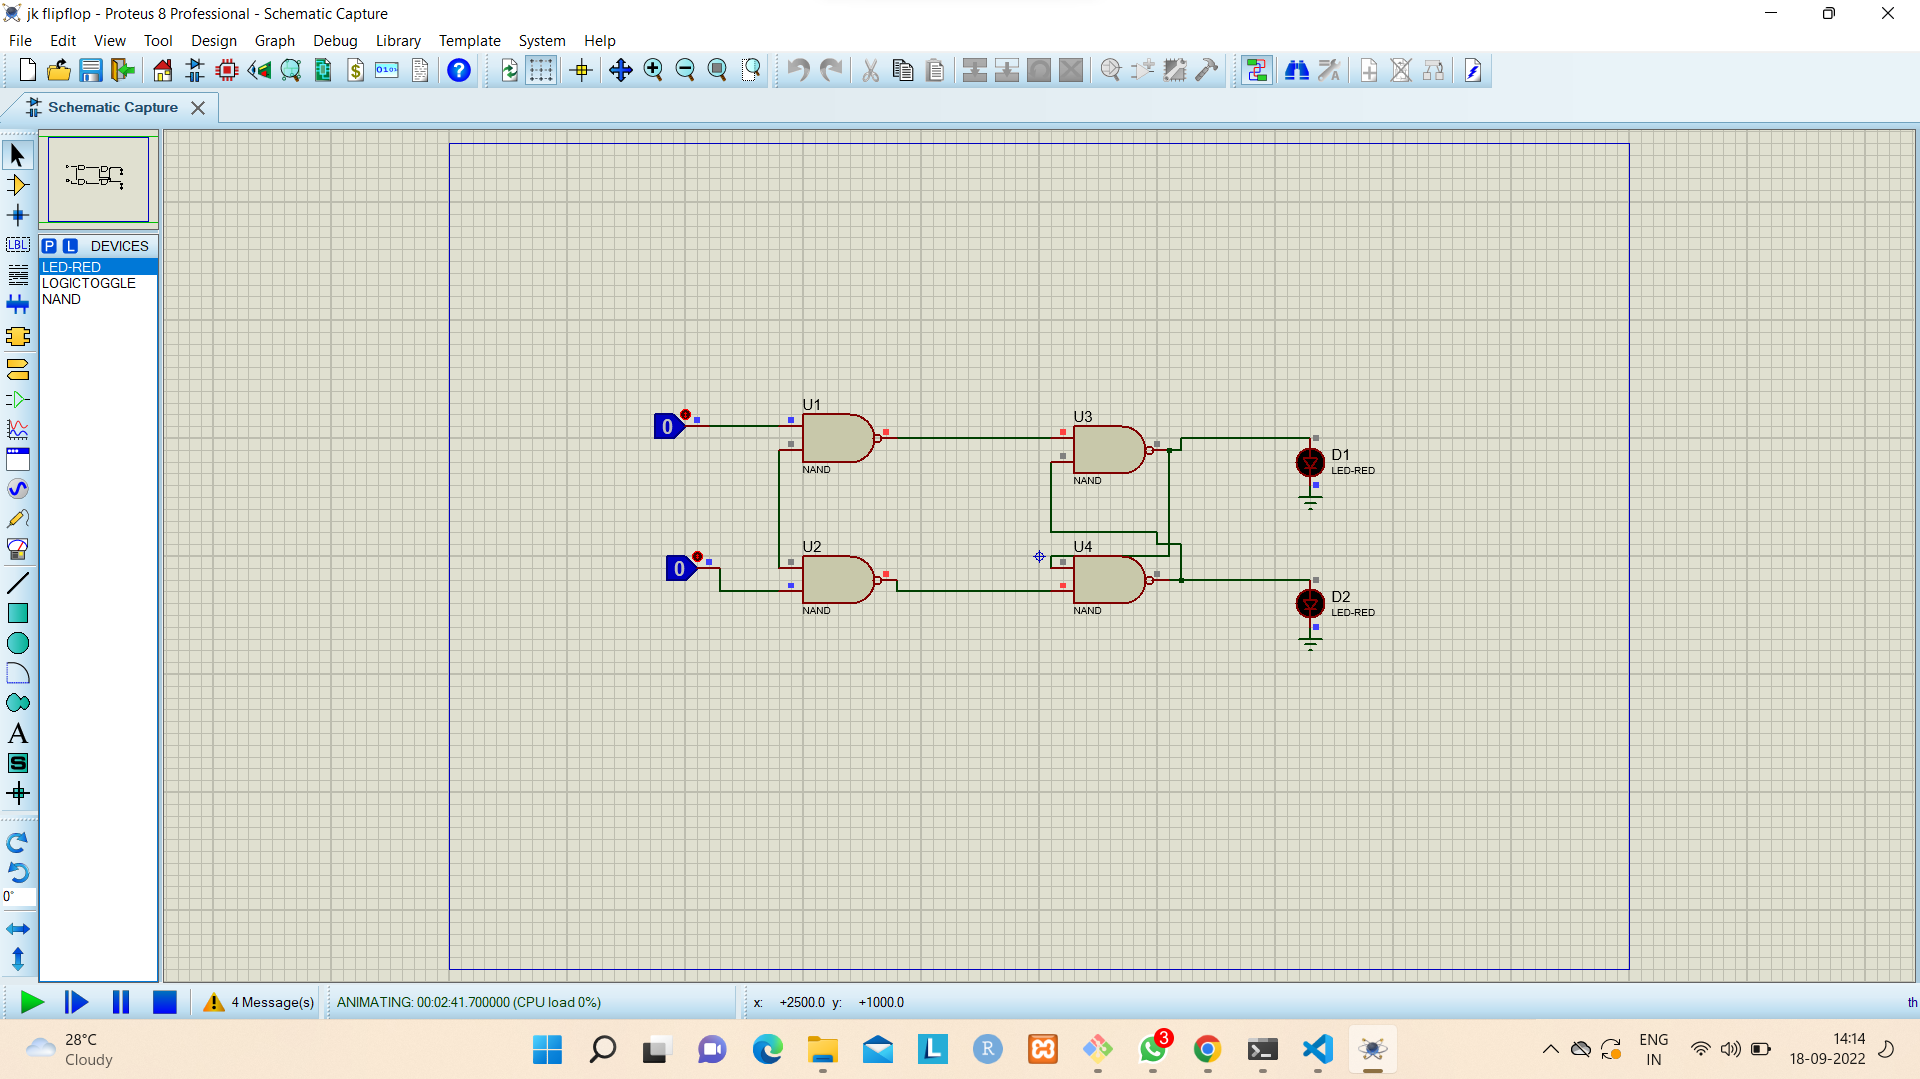 jk flipflop - Proteus 8 Professional - Schematic Capture
File Edit View Tool Design Graph Debug Library Template System Help
Schematic Capture
P L DEVICES
LED-RED
LOGICTOGGLE
NAND
LBL
A
S
0°
U1
NAND
0
U2
NAND
0
U3
NAND
U4
NAND
D1
LED-RED
D2
LED-RED
4 Message(s)
ANIMATING: 00:02:41.700000 (CPU load 0%)
x: +2500.0 y: +1000.0
th
28°C
Cloudy
L
R
3
ENG
IN
14:14
18-09-2022